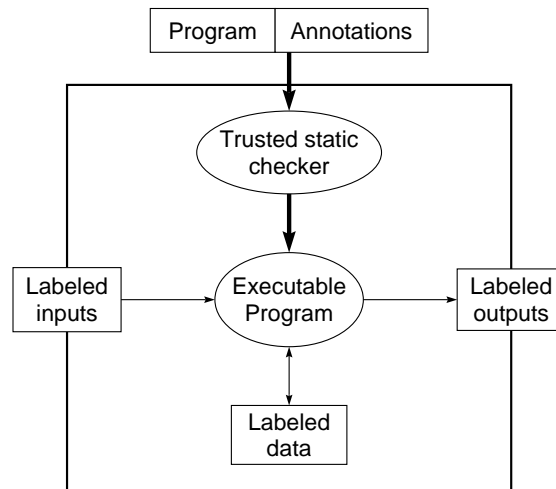 Program Annotations
Trusted static
checker
Labeled
inputs
Executable
Program
Labeled
outputs
Labeled
data